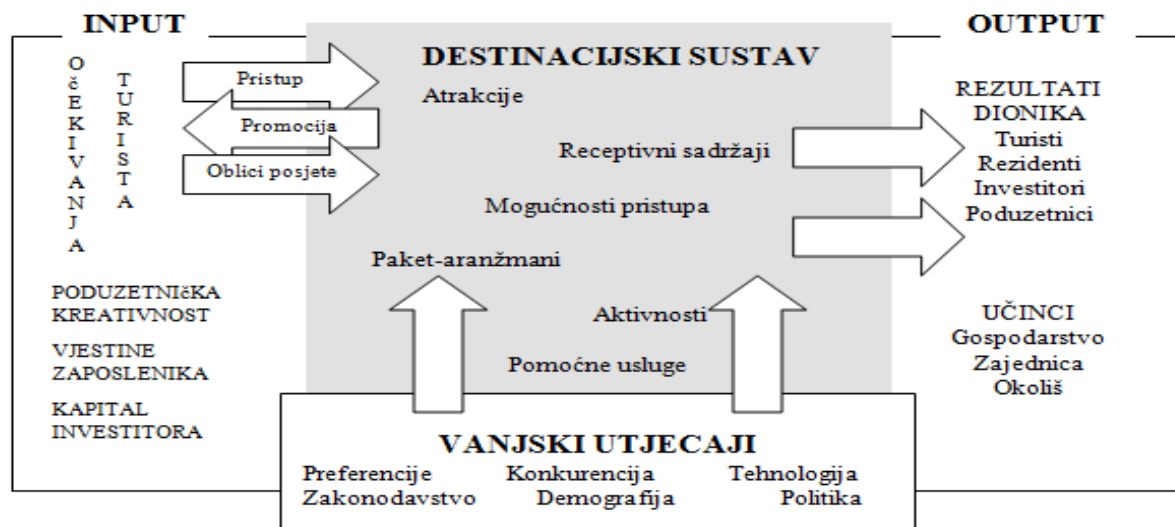 INPUT
OčEKIVANJA
TURISTA
Pristup
Promocija
Oblici posjete
PODUZETNIčKA
KREATIVNOST
VJESTINE
ZAPOSLENIKA
KAPITAL
INVESTITORA
DESTINACIJSKI SUSTAV
Atrakcije
Receptivni sadržaji
Mogućnosti pristupa
Paket-aranžmani
Aktivnosti
Pomoćne usluge
VANJSKI UTJECAJI
Preferencije Konkurencija Tehnologija
Zakonodavstvo Demografija Politika
OUTPUT
REZULTATI
DIONIKA
Turisti
Rezidenti
Investitori
Poduzetnici
UČINCI
Gospodarstvo
Zajednica
Okoliš